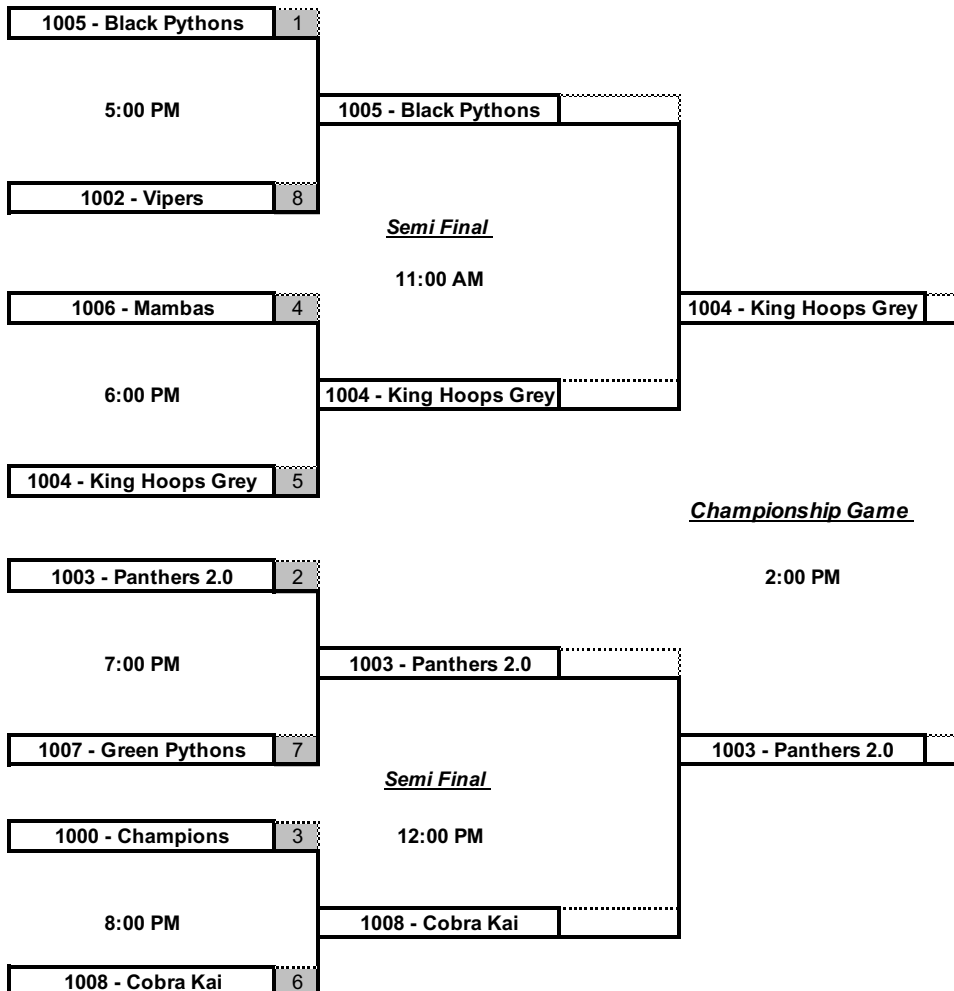 1005 - Black Pythons 1
5:00 PM
1005 - Black Pythons
1002 - Vipers 8
Semi Final
11:00 AM
1006 - Mambas 4
1004 - King Hoops Grey
6:00 PM
1004 - King Hoops Grey
1004 - King Hoops Grey 5
Championship Game
1003 - Panthers 2.0 2
2:00 PM
7:00 PM
1003 - Panthers 2.0
1007 - Green Pythons 7
1003 - Panthers 2.0
Semi Final
1000 - Champions 3
12:00 PM
8:00 PM
1008 - Cobra Kai
1008 - Cobra Kai 6